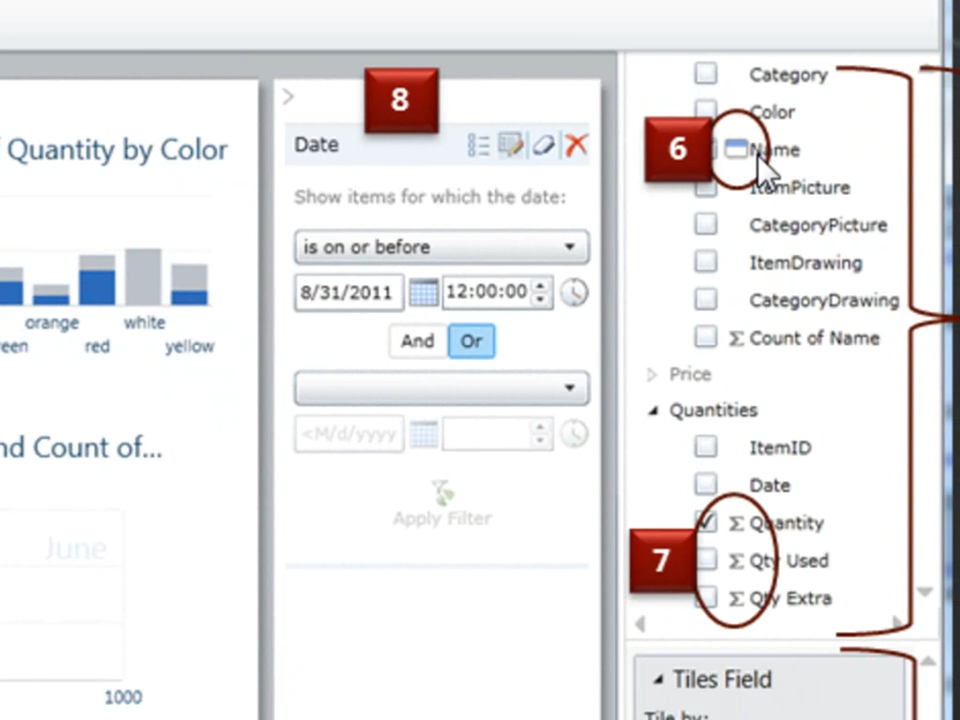 f Quantity by Color
orange
white
een
red
yellow
nd Count of...
June
1000
8
Date
Show items for which the date:
is on or before
8/31/2011
12:00:00
And
Or
<M/d/yyyy
Apply Filter
Category
Color
6
Name
ItemPicture
CategoryPicture
ItemDrawing
CategoryDrawing
Σ Count of Name
Price
Quantities
ItemID
Date
Σ Quantity
7
Σ Qty Used
Σ Qty Extra
Tiles Field
Tile by: